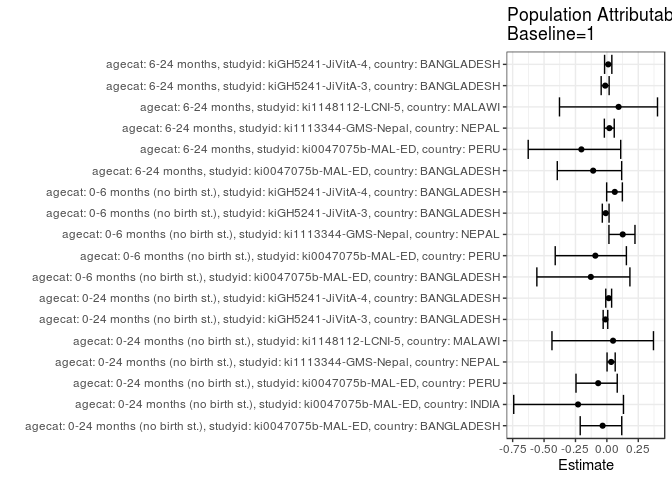 Population Attributab
Baseline=1
agecat: 6-24 months, studyid: kiGH5241-JiVitA-4, country: BANGLADESH
agecat: 6-24 months, studyid: kiGH5241-JiVitA-3, country: BANGLADESH
agecat: 6-24 months, studyid: ki1148112-LCNI-5, country: MALAWI
agecat: 6-24 months, studyid: ki1113344-GMS-Nepal, country: NEPAL
agecat: 6-24 months, studyid: ki0047075b-MAL-ED, country: PERU
agecat: 6-24 months, studyid: ki0047075b-MAL-ED, country: BANGLADESH
agecat: 0-6 months (no birth st.), studyid: kiGH5241-JiVitA-4, country: BANGLADESH
agecat: 0-6 months (no birth st.), studyid: kiGH5241-JiVitA-3, country: BANGLADESH
agecat: 0-6 months (no birth st.), studyid: ki1113344-GMS-Nepal, country: NEPAL
agecat: 0-6 months (no birth st.), studyid: ki0047075b-MAL-ED, country: PERU
agecat: 0-6 months (no birth st.), studyid: ki0047075b-MAL-ED, country: BANGLADESH
agecat: 0-24 months (no birth st.), studyid: kiGH5241-JiVitA-4, country: BANGLADESH
agecat: 0-24 months (no birth st.), studyid: kiGH5241-JiVitA-3, country: BANGLADESH
agecat: 0-24 months (no birth st.), studyid: ki1148112-LCNI-5, country: MALAWI
agecat: 0-24 months (no birth st.), studyid: ki1113344-GMS-Nepal, country: NEPAL
agecat: 0-24 months (no birth st.), studyid: ki0047075b-MAL-ED, country: PERU
agecat: 0-24 months (no birth st.), studyid: ki0047075b-MAL-ED, country: INDIA
agecat: 0-24 months (no birth st.), studyid: ki0047075b-MAL-ED, country: BANGLADESH
-0.75 -0.50 -0.25 0.00 0.25
Estimate